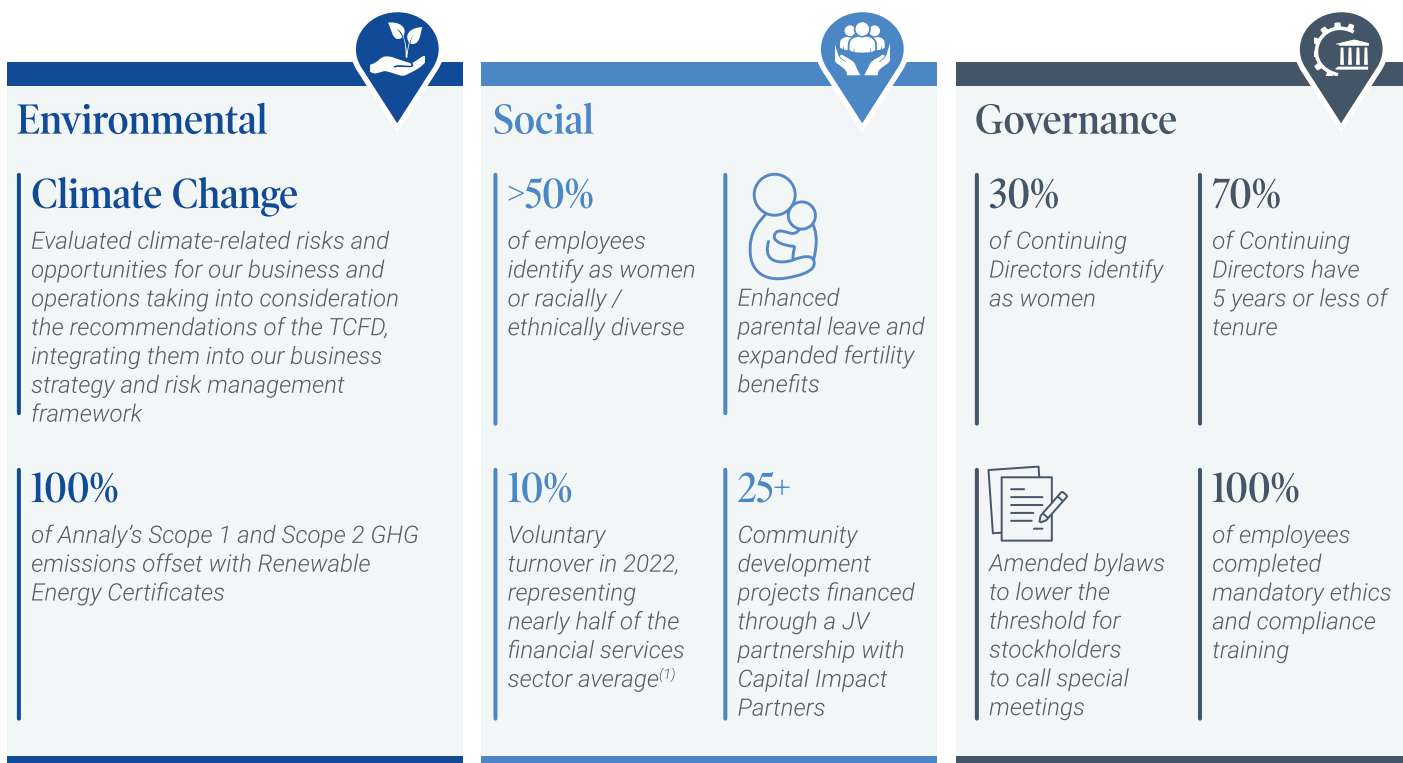 Environmental
Climate Change
Evaluated climate-related risks and
opportunities for our business and
operations taking into consideration
the recommendations of the TCFD,
integrating them into our business
strategy and risk management
framework
100%
of Annaly’s Scope 1 and Scope 2 GHG
emissions offset with Renewable
Energy Certificates
Social
>50%
of employees
identify as women
or racially /
ethnically diverse
Enhanced
parental leave and
expanded fertility
benefits
10%
Voluntary
turnover in 2022,
representing
nearly half of the
financial services
sector average(1)
25+
Community
development
projects financed
through a JV
partnership with
Capital Impact
Partners
Governance
30%
of Continuing
Directors identify
as women
70%
of Continuing
Directors have
5 years or less of
tenure
Amended bylaws
to lower the
threshold for
stockholders
to call special
meetings
100%
of employees
completed
mandatory ethics
and compliance
training